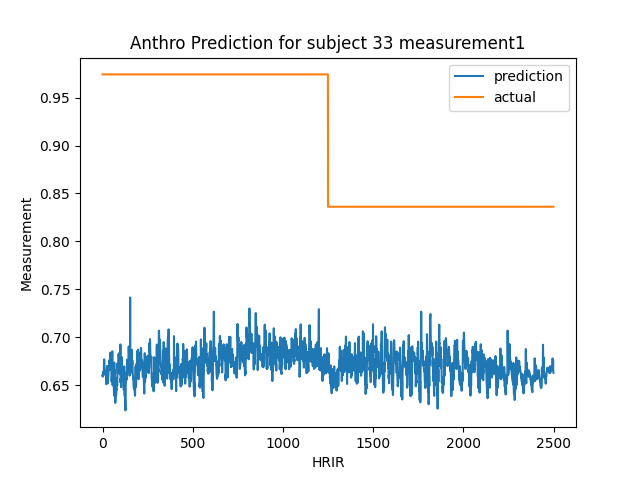 Anthro Prediction for subject 33 measurement1
prediction
actual
Measurement
0.95
0.90
0.85
0.80
0.75
0.70
0.65
0
500
1000
1500
2000
2500
HRIR